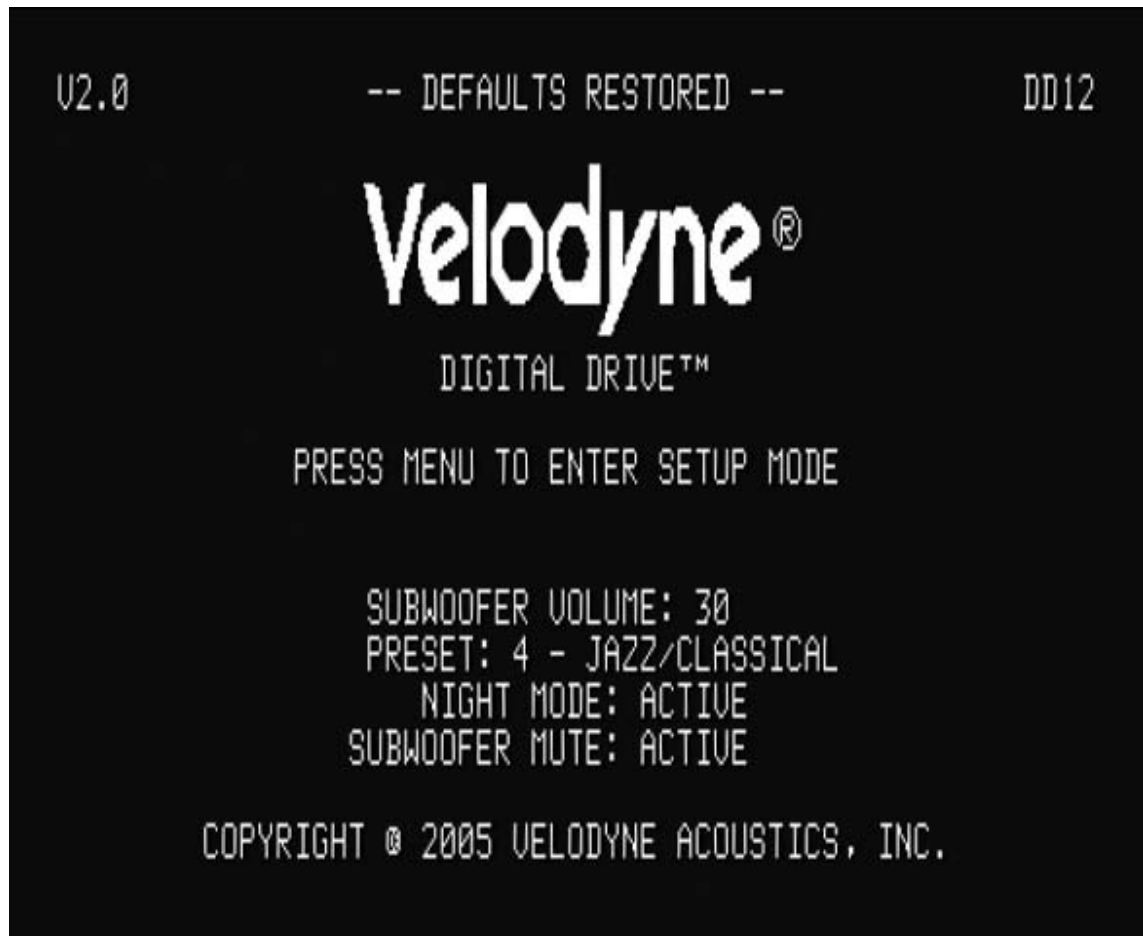 V2.0 -- DEFAULTS RESTORED -- DD12
Velodyne®
DIGITAL DRIVE™
PRESS MENU TO ENTER SETUP MODE
SUBWOOFER VOLUME: 30
PRESET: 4 - JAZZ/CLASSICAL
NIGHT MODE: ACTIVE
SUBWOOFER MUTE: ACTIVE
COPYRIGHT © 2005 VELODYNE ACOUSTICS, INC.